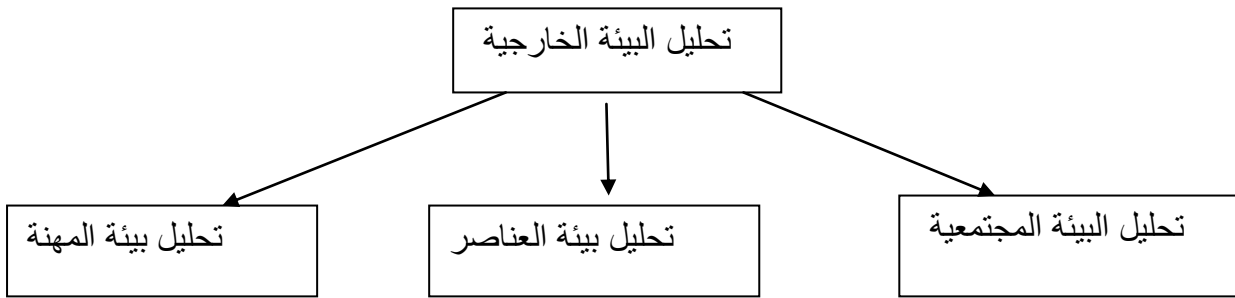 تحليل البيئة الخارجية
تحليل البيئة المجتمعية
تحليل بيئة العناصر
تحليل بيئة المهنة